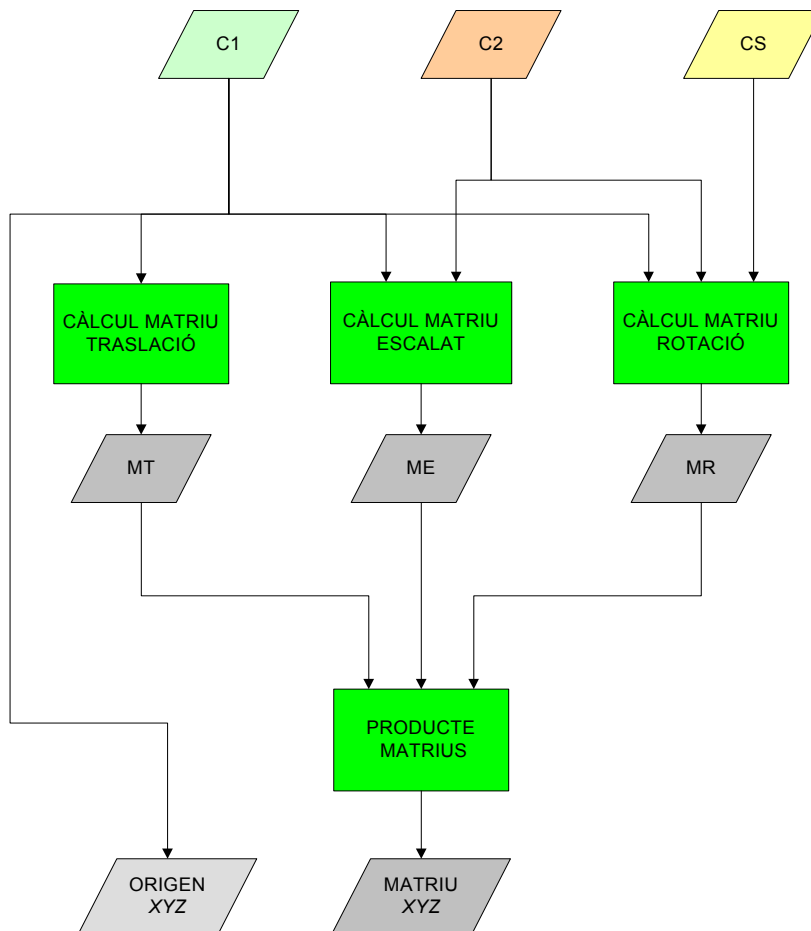 C1
C2
CS
CÀLCUL MATRIU
TRASLACIÓ
CÀLCUL MATRIU
ESCALAT
CÀLCUL MATRIU
ROTACIÓ
MT
ME
MR
PRODUCTE
MATRIUS
ORIGEN
XYZ
MATRIU
XYZ